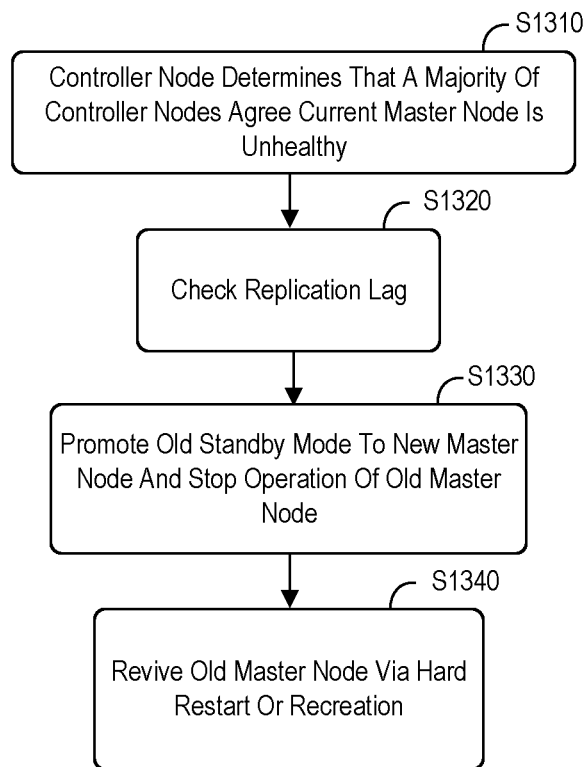 S1310
Controller Node Determines That A Majority Of
Controller Nodes Agree Current Master Node Is
Unhealthy
S1320
Check Replication Lag
S1330
Promote Old Standby Mode To New Master
Node And Stop Operation Of Old Master
Node
S1340
Revive Old Master Node Via Hard
Restart Or Recreation